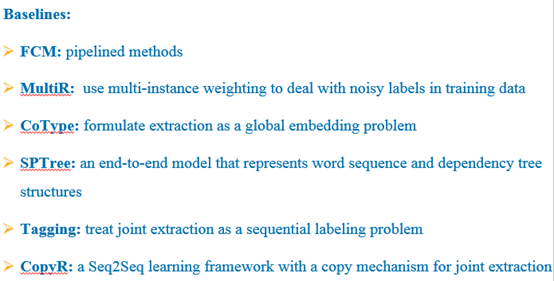 Baselines:
FCM: pipelined methods
MultiR: use multi-instance weighting to deal with noisy labels in training data
CoType: formulate extraction as a global embedding problem
SPTree: an end-to-end model that represents word sequence and dependency tree
structures
Tagging: treat joint extraction as a sequential labeling problem
CopyR: a Seq2Seq learning framework with a copy mechanism for joint extraction